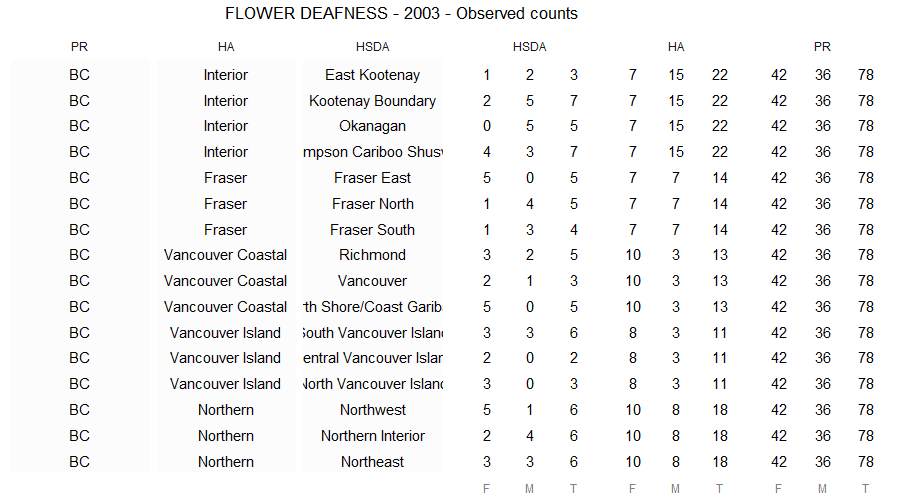 FLOWER DEAFNESS - 2003 - Observed counts
PR HA HSDA HSDA HA PR
BC Interior East Kootenay 1 2 3 7 15 22 42 36 78
BC Interior Kootenay Boundary 2 5 7 7 15 22 42 36 78
BC Interior Okanagan 0 5 5 7 15 22 42 36 78
BC Interior mpson Cariboo Shusw 4 3 7 7 15 22 42 36 78
BC Fraser Fraser East 5 0 5 7 7 14 42 36 78
BC Fraser Fraser North 1 4 5 7 7 14 42 36 78
BC Fraser Fraser South 1 3 4 7 7 14 42 36 78
BC Vancouver Coastal Richmond 3 2 5 10 3 13 42 36 78
BC Vancouver Coastal Vancouver 2 1 3 10 3 13 42 36 78
BC Vancouver Coastal rth Shore/Coast Garib 5 0 5 10 3 13 42 36 78
BC Vancouver Island South Vancouver Island 3 3 6 8 3 11 42 36 78
BC Vancouver Island entral Vancouver Islan 2 0 2 8 3 11 42 36 78
BC Vancouver Island North Vancouver Island 3 0 3 8 3 11 42 36 78
BC Northern Northwest 5 1 6 10 8 18 42 36 78
BC Northern Northern Interior 2 4 6 10 8 18 42 36 78
BC Northern Northeast 3 3 6 10 8 18 42 36 78
F M T F M T F M T